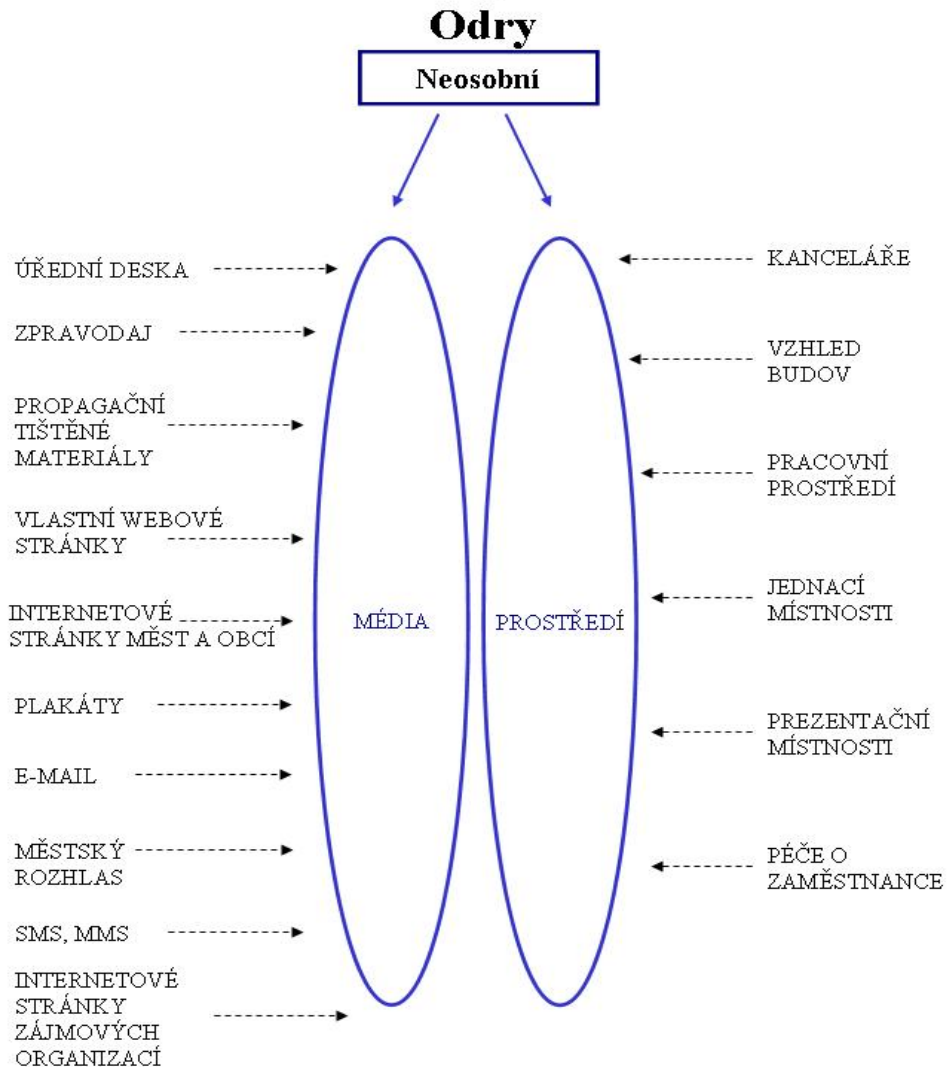 Odry
Neosobní
ÚŘEDNÍ DESKA
ZPRAVODAJ
PROPAGAČNÍ
TIŠTĚNÉ
MATERIÁLY
VLASTNÍ WEBOVÉ
STRÁNKY
INTERNETOVÉ
STRÁNKY MĚST A OBCÍ
PLAKÁTY
E-MAIL
MĚSTSKÝ
ROZHLAS
SMS, MMS
INTERNETOVÉ
STRÁNKY
ZÁJMOVÝCH
ORGANIZACÍ
MÉDIA
PROSTŘEDÍ
KANCELÁŘE
VZHLED
BUDOV
PRACOVNÍ
PROSTŘEDÍ
JEDNACÍ
MÍSTNOSTI
PREZENTAČNÍ
MÍSTNOSTI
PÉČE O
ZAMĚSTNANCE